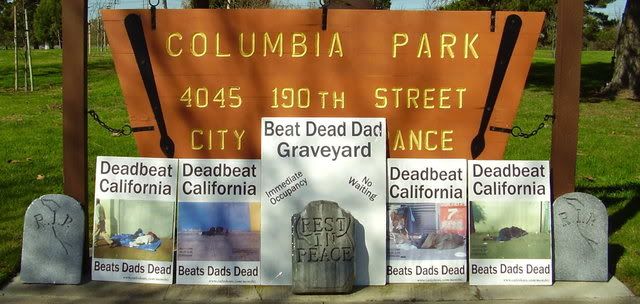 COLUMBIA PARK
4045 190TH STREET
CITY
ANCE
Beat Dead Dad
Graveyard
Immediate
Occupancy
No
Waiting
REST
IN
PEACE
Deadbeat
California
Beats Dads Dead
Deadbeat
California
Beats Dads Dead
Deadbeat
California
Beats Dads Dead
Deadbeat
California
Beats Dads Dead
R.I.P.
R.I.P.